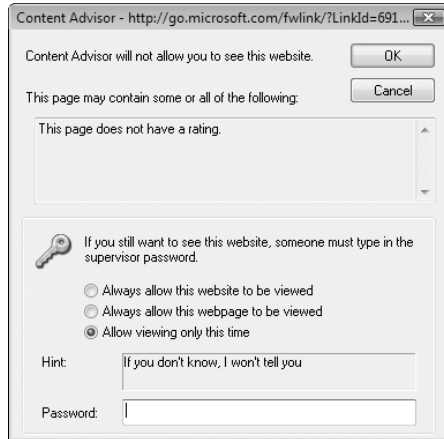 Content Advisor - http://go.microsoft.com/fwlink/?LinkId=691...
Content Advisor will not allow you to see this website.
OK
Cancel
This page may contain some or all of the following:
This page does not have a rating.
If you still want to see this website, someone must type in the
supervisor password.
Always allow this website to be viewed
Always allow this webpage to be viewed
Allow viewing only this time
Hint:
If you don't know, I won't tell you
Password: